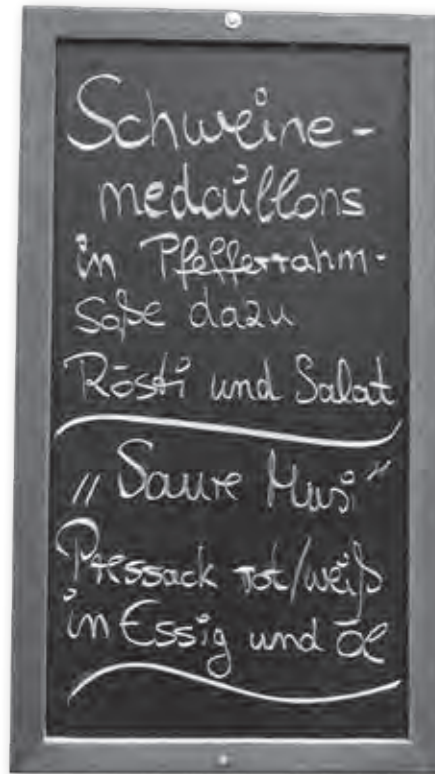 Schweine-
medaillons
in Pfefferrahm-
soße dazu
Rösti und Salat
„Saure Musi"
Pressack rot/weiß
in Essig und Öl